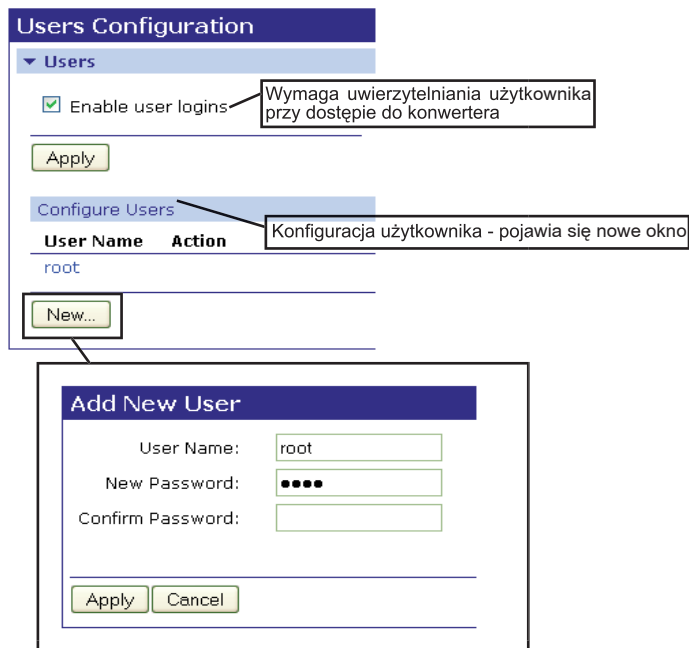 Users Configuration
Users
Enable user logins
Wymaga uwierzytelniania użytkownika
przy dostępie do konwertera
Apply
Configure Users
Konfiguracja użytkownika - pojawia się nowe okno
User Name Action
root
New...
Add New User
User Name: root
New Password: ●●●●
Confirm Password:
Apply Cancel